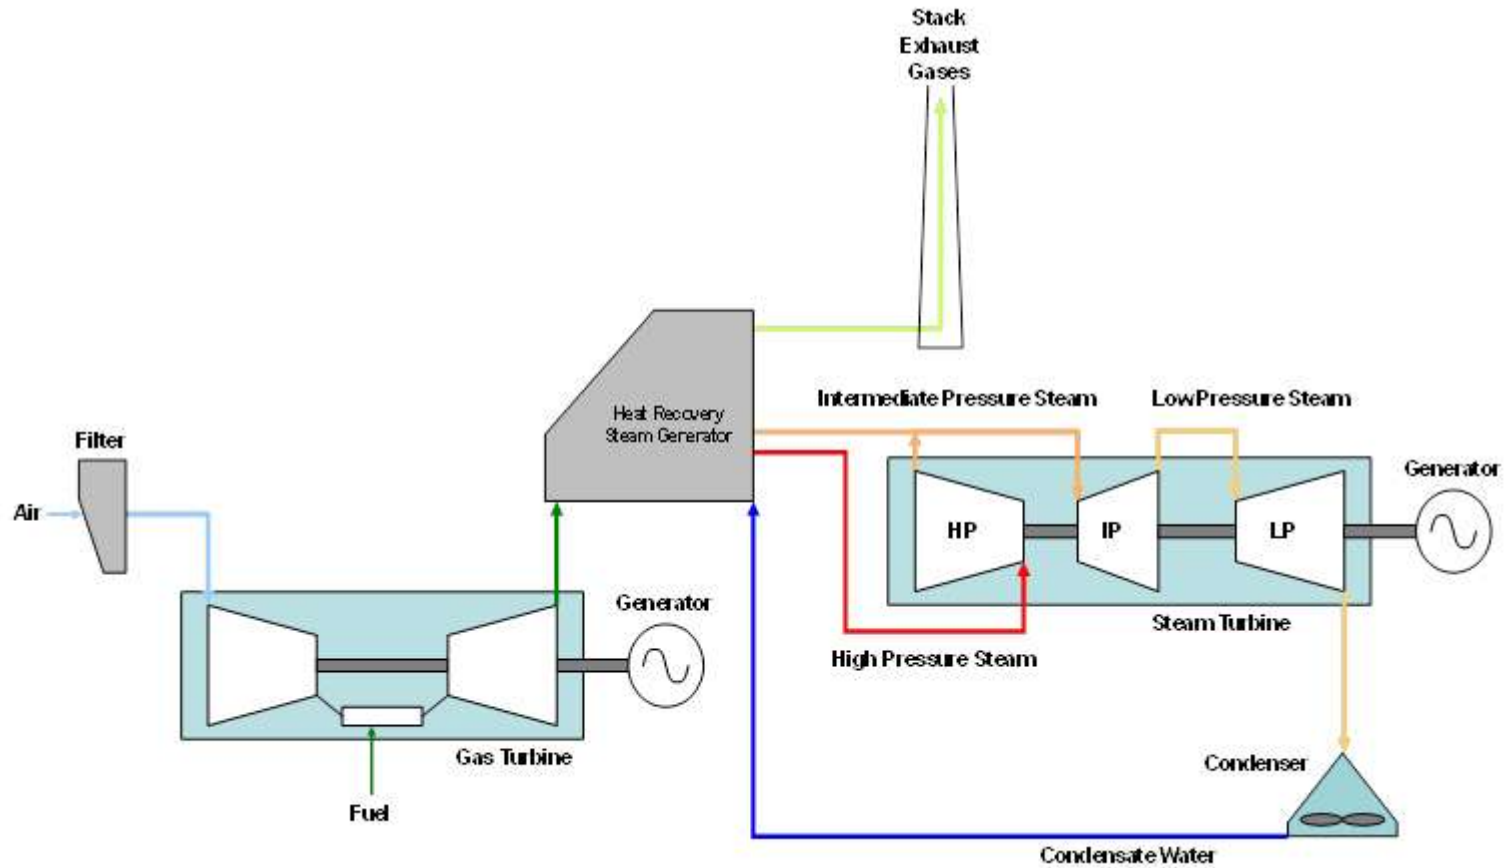 Stack
Exhaust
Gases
Heat Recovery
Steam Generator
Intermediate Pressure Steam
Low Pressure Steam
Filter
Air
Generator
HP
IP
LP
Steam Turbine
High Pressure Steam
Generator
Gas Turbine
Fuel
Condenser
Condensate Water